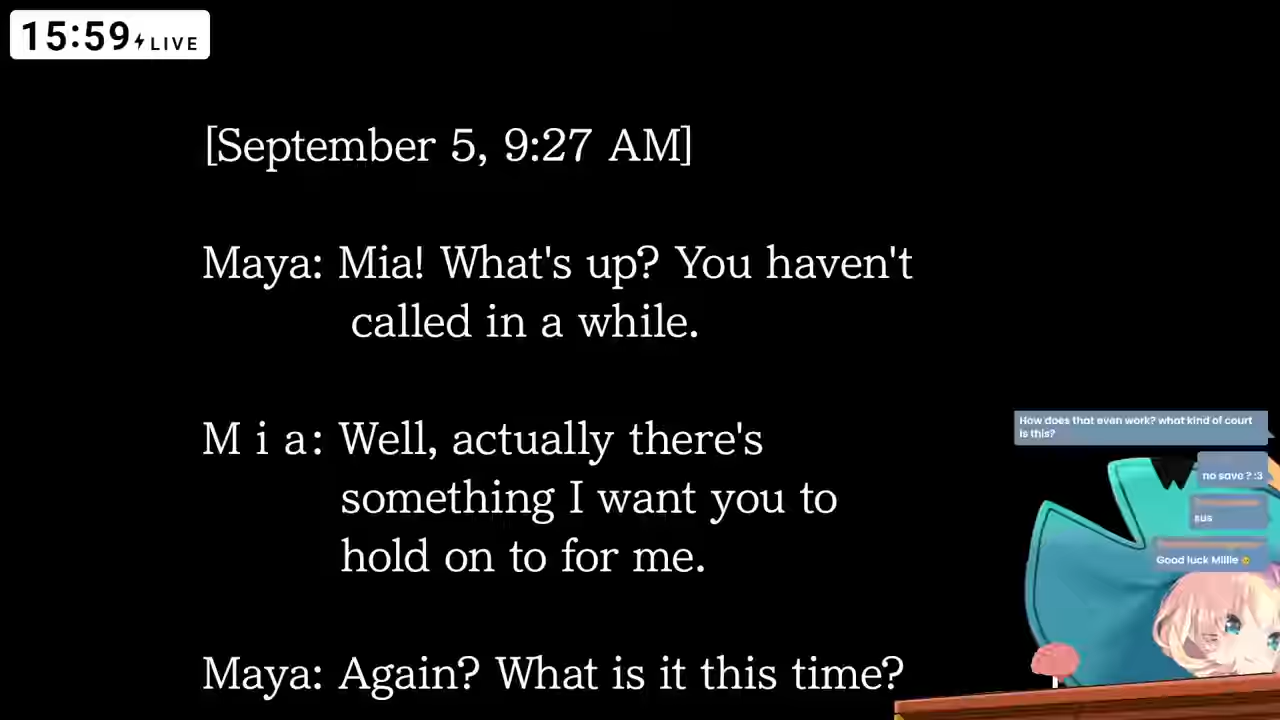 15:59 LIVE
[September 5, 9:27 AM]
Maya: Mia! What's up? You haven't
called in a while.
M i a: Well, actually there's
something I want you to
hold on to for me.
Maya: Again? What is it this time?
How does that even work? what kind of court
is this?
no save ? :3
sus
Good luck Millie